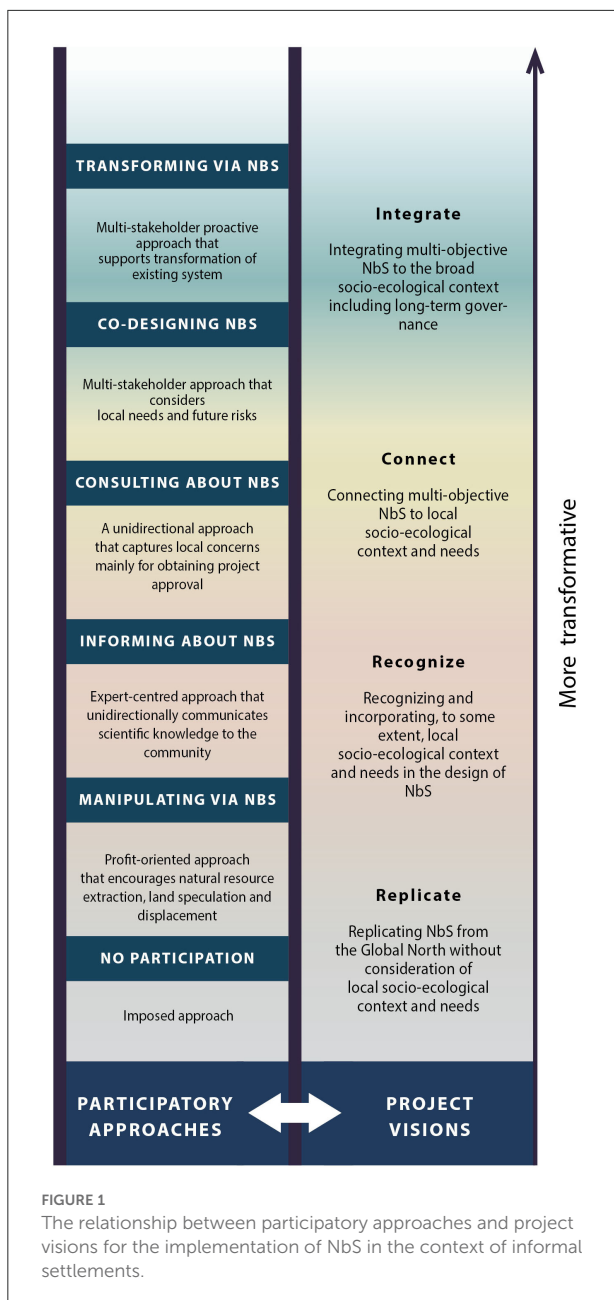 TRANSFORMING VIA NBS
Multi-stakeholder proactive
approach that
supports transformation of
existing system
CO-DESIGNING NBS
Multi-stakeholder approach that
considers
local needs and future risks
CONSULTING ABOUT NBS
A unidirectional approach
that captures local concerns
mainly for obtaining project
approval
INFORMING ABOUT NBS
Expert-centred approach that
unidirectionally communicates
scientific knowledge to the
community
MANIPULATING VIA NBS
Profit-oriented approach
that encourages natural resource
extraction, land speculation and
displacement
NO PARTICIPATION
Imposed approach
PARTICIPATORY
APPROACHES
Integrate
Integrating multi-objective
NbS to the broad
socio-ecological context
including long-term gover-
nance
Connect
Connecting multi-objective
NbS to local
socio-ecological
context and needs
Recognize
Recognizing and
incorporating, to some
extent, local
socio-ecological context
and needs in the design of
NbS
Replicate
Replicating NbS from
the Global North without
consideration of
local socio-ecological
context and needs
PROJECT
VISIONS
More transformative
FIGURE 1
The relationship between participatory approaches and project
visions for the implementation of NbS in the context of informal
settlements.